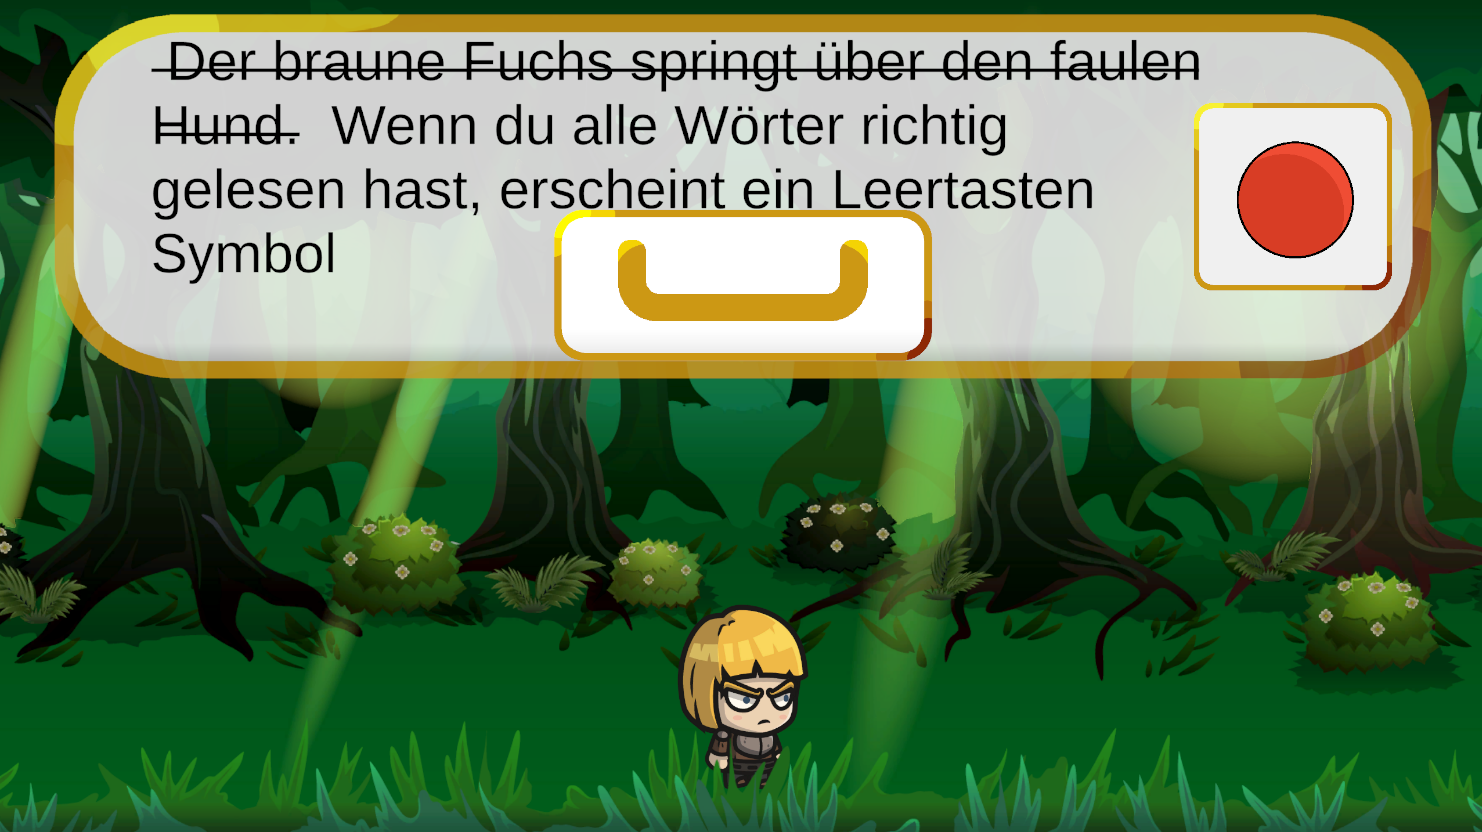 Der braune Fuchs springt über den faulen
Hund. Wenn du alle Wörter richtig
gelesen hast, erscheint ein Leertasten
Symbol